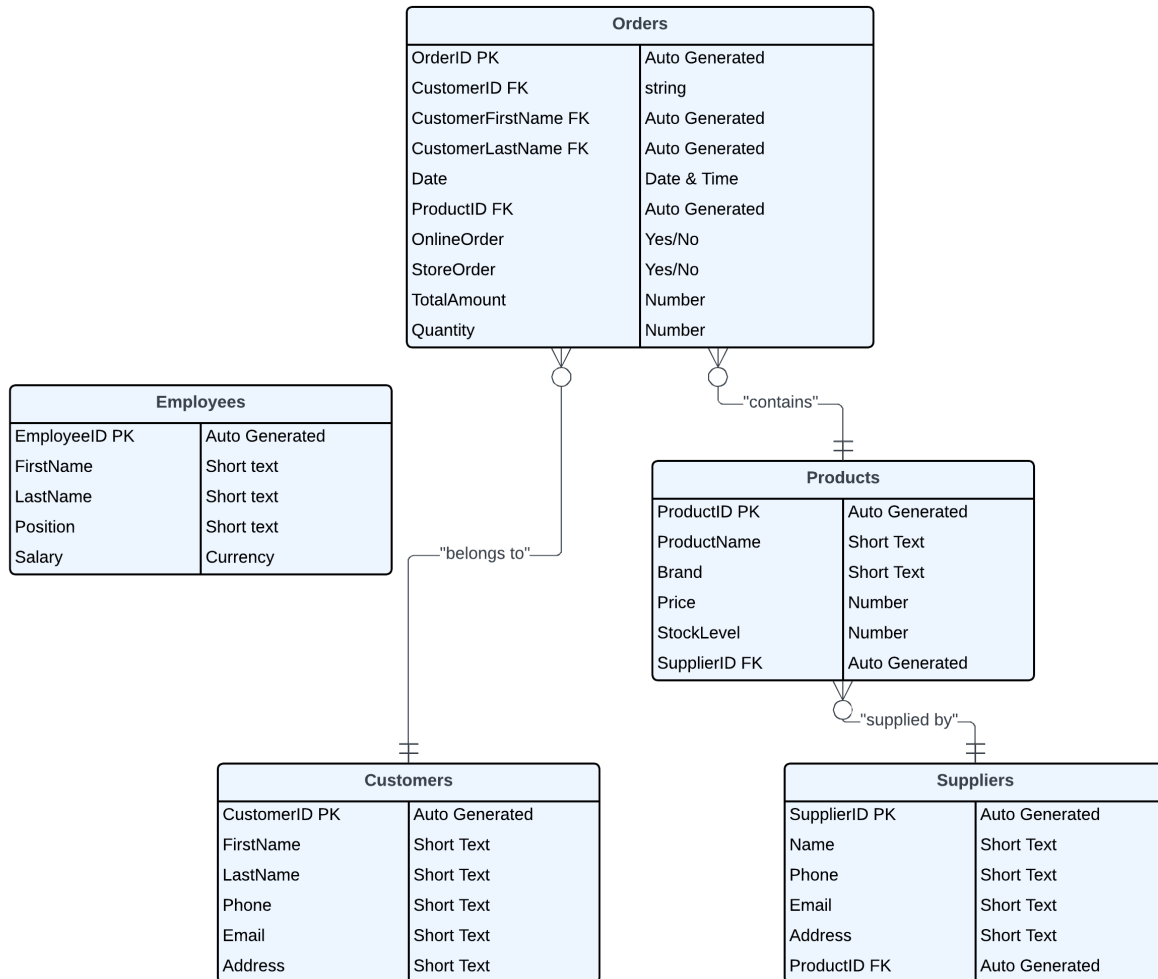 Orders
OrderID PK Auto Generated
CustomerID FK string
CustomerFirstName FK Auto Generated
CustomerLastName FK Auto Generated
Date Date & Time
ProductID FK Auto Generated
OnlineOrder Yes/No
StoreOrder Yes/No
TotalAmount Number
Quantity Number
"contains"
Employees
EmployeeID PK Auto Generated
FirstName Short text
LastName Short text
Position Short text
Salary Currency
"belongs to"
Products
ProductID PK Auto Generated
ProductName Short Text
Brand Short Text
Price Number
StockLevel Number
SupplierID FK Auto Generated
"supplied by"
Customers
CustomerID PK Auto Generated
FirstName Short Text
LastName Short Text
Phone Short Text
Email Short Text
Address Short Text
Suppliers
SupplierID PK Auto Generated
Name Short Text
Phone Short Text
Email Short Text
Address Short Text
ProductID FK Auto Generated